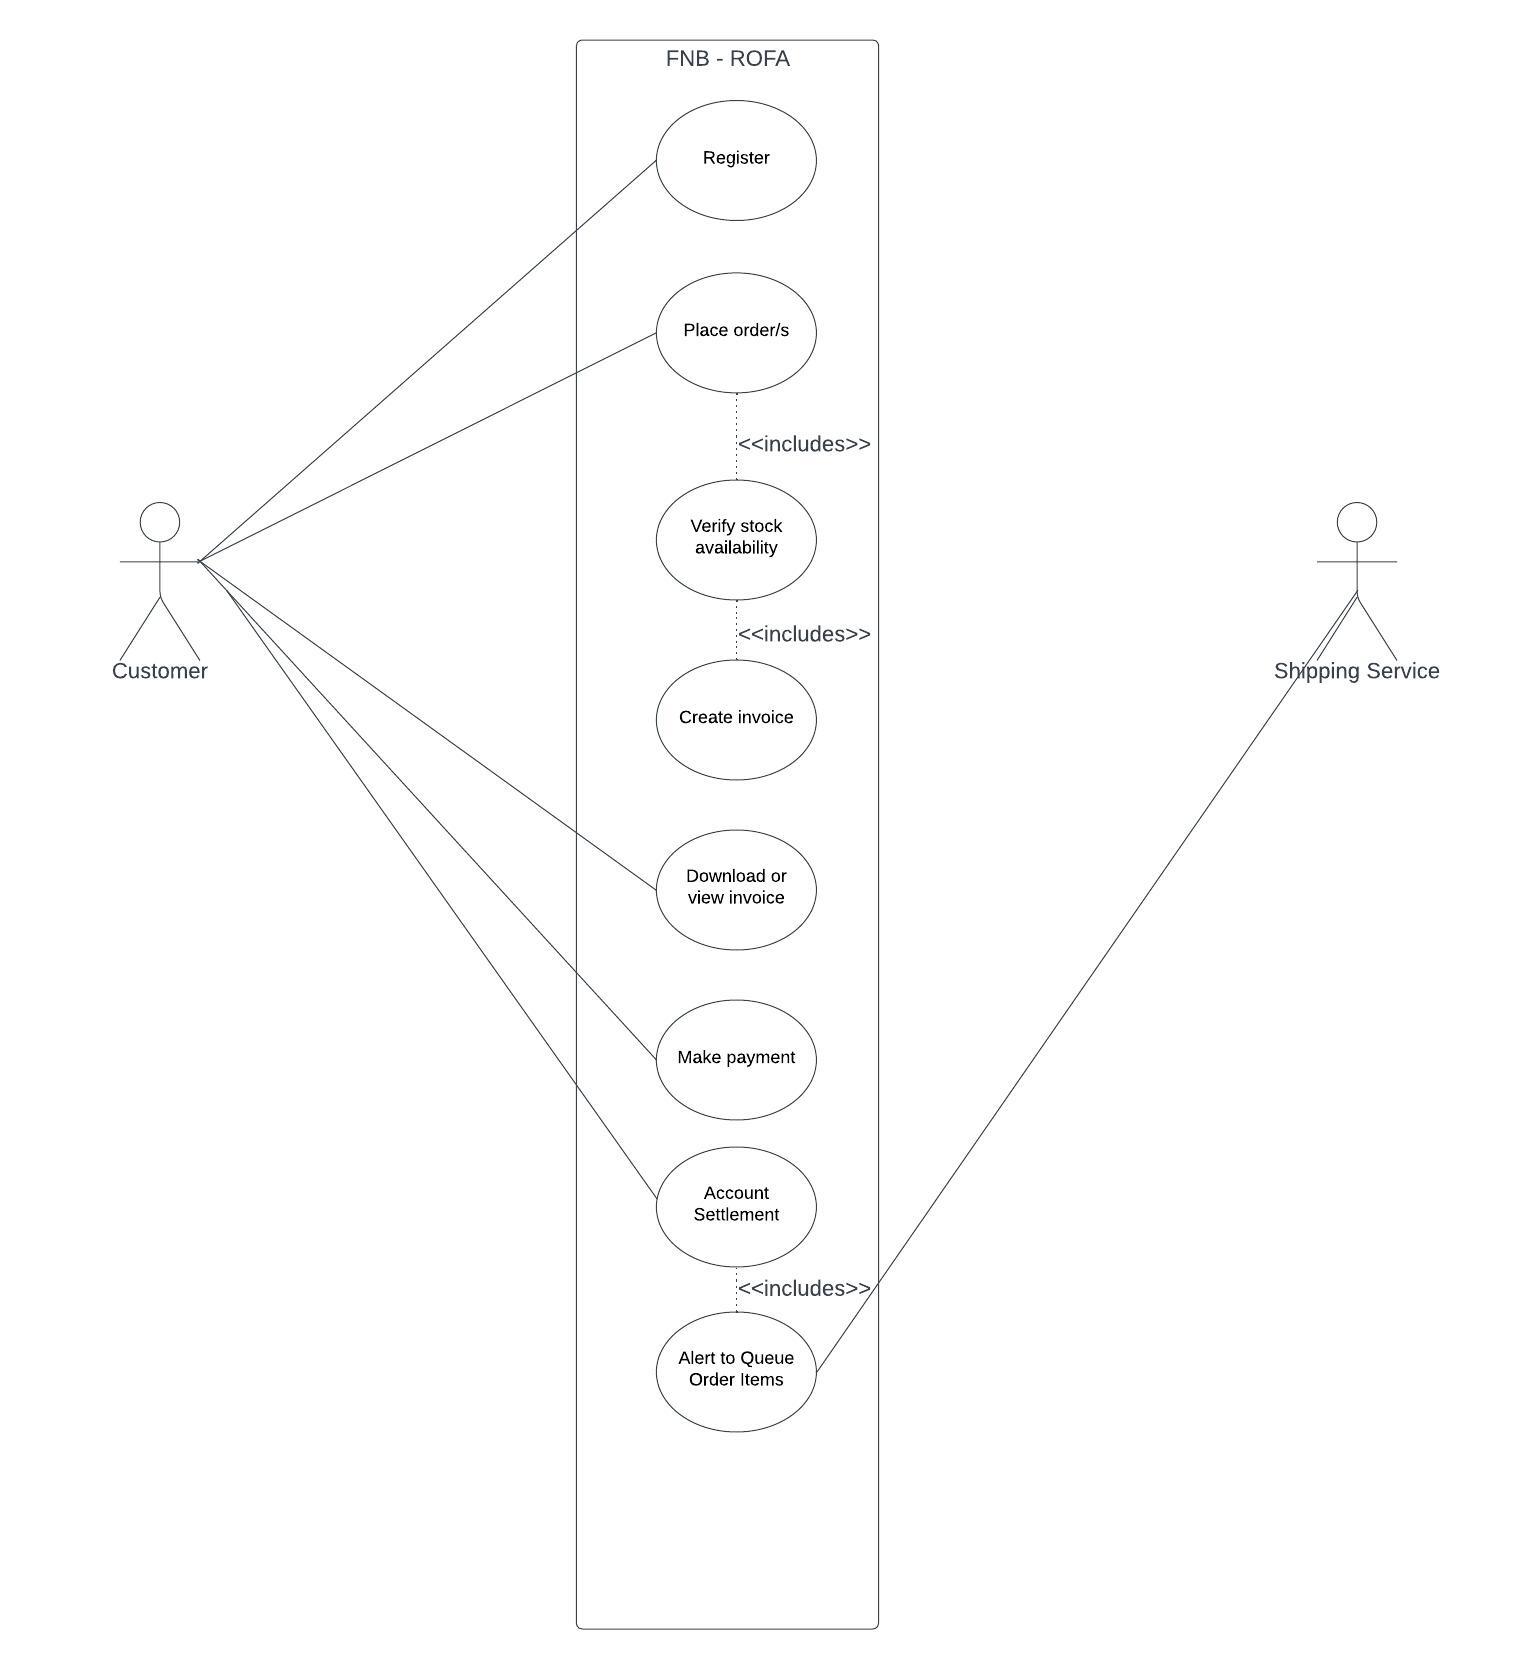 FNB - ROFA
Register
Place order/s
<<includes>>
Verify stock
availability
<<includes>>
Customer
Shipping Service
Create invoice
Download or
view invoice
Make payment
Account
Settlement
<<includes>>
Alert to Queue
Order Items